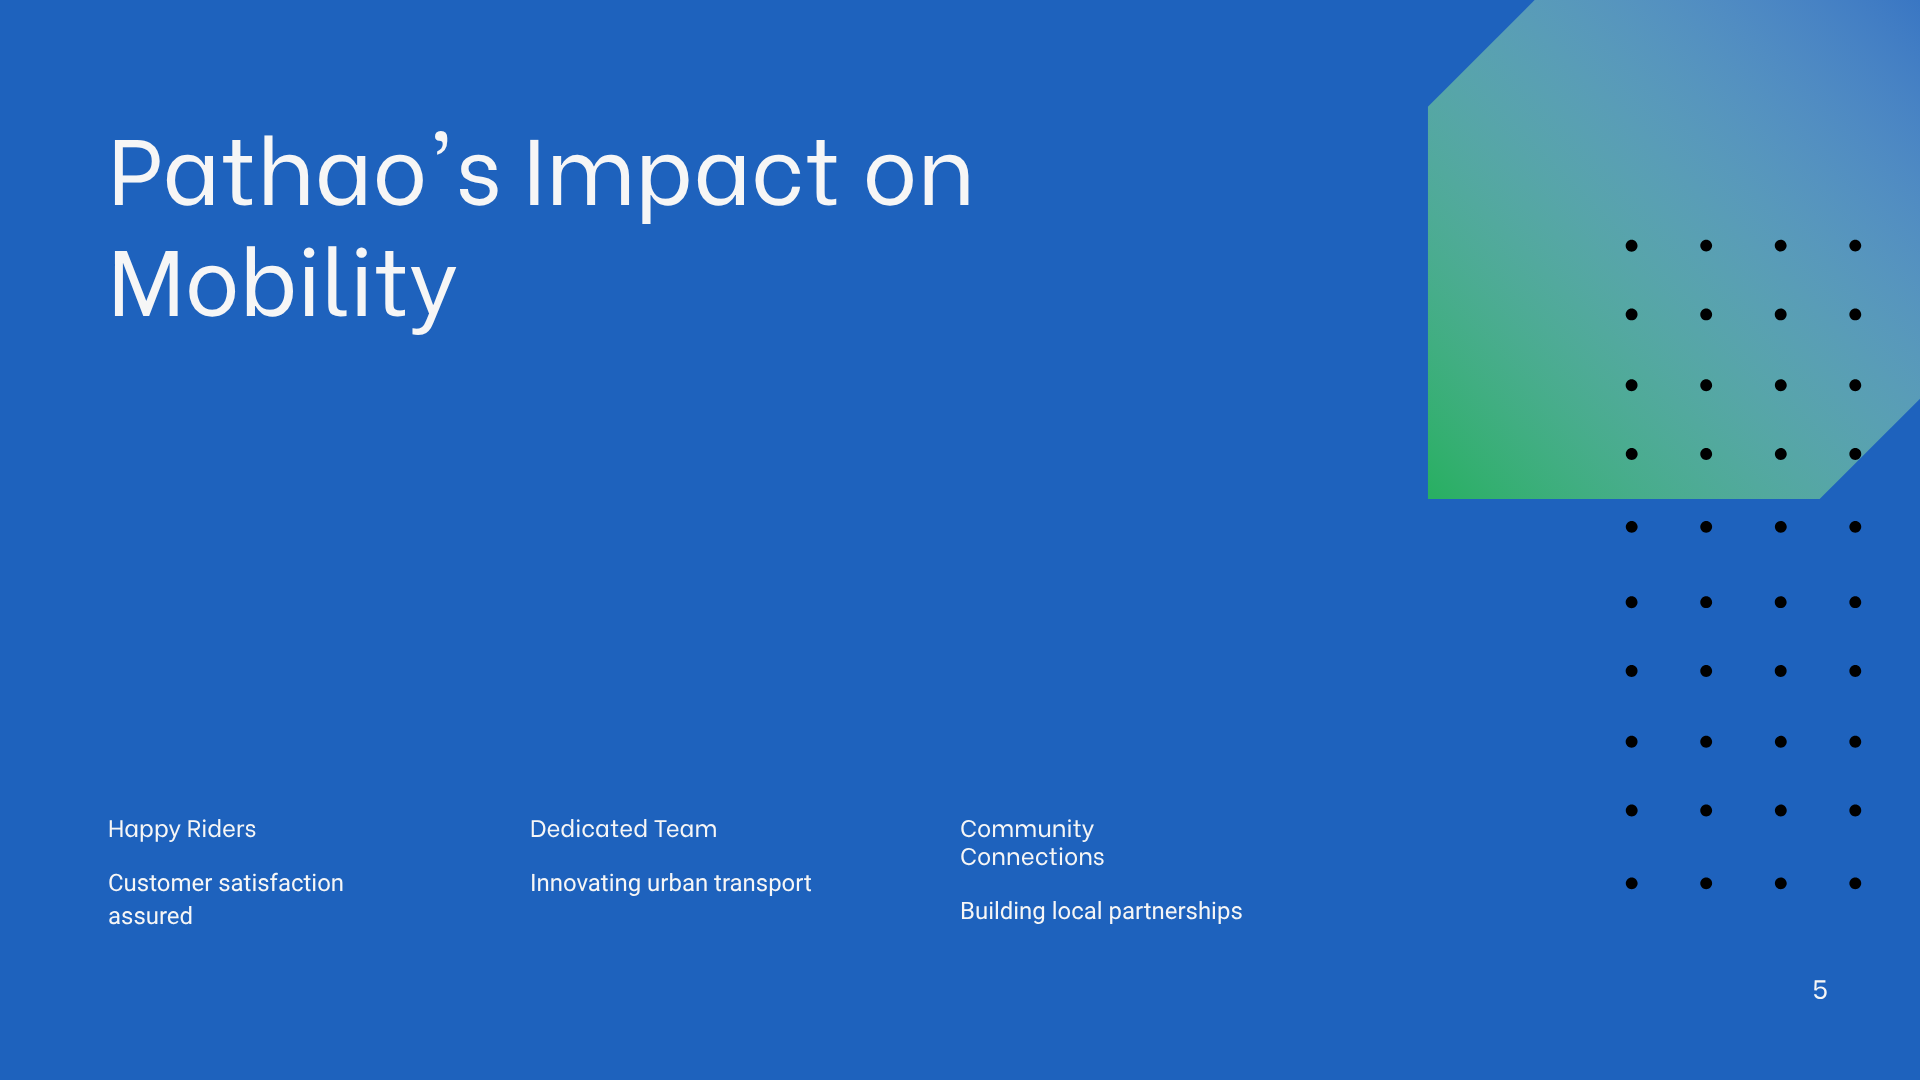 Pathao’s Impact on
Mobility
Happy Riders
Customer satisfaction
assured
Dedicated Team
Innovating urban transport
Community
Connections
Building local partnerships
5